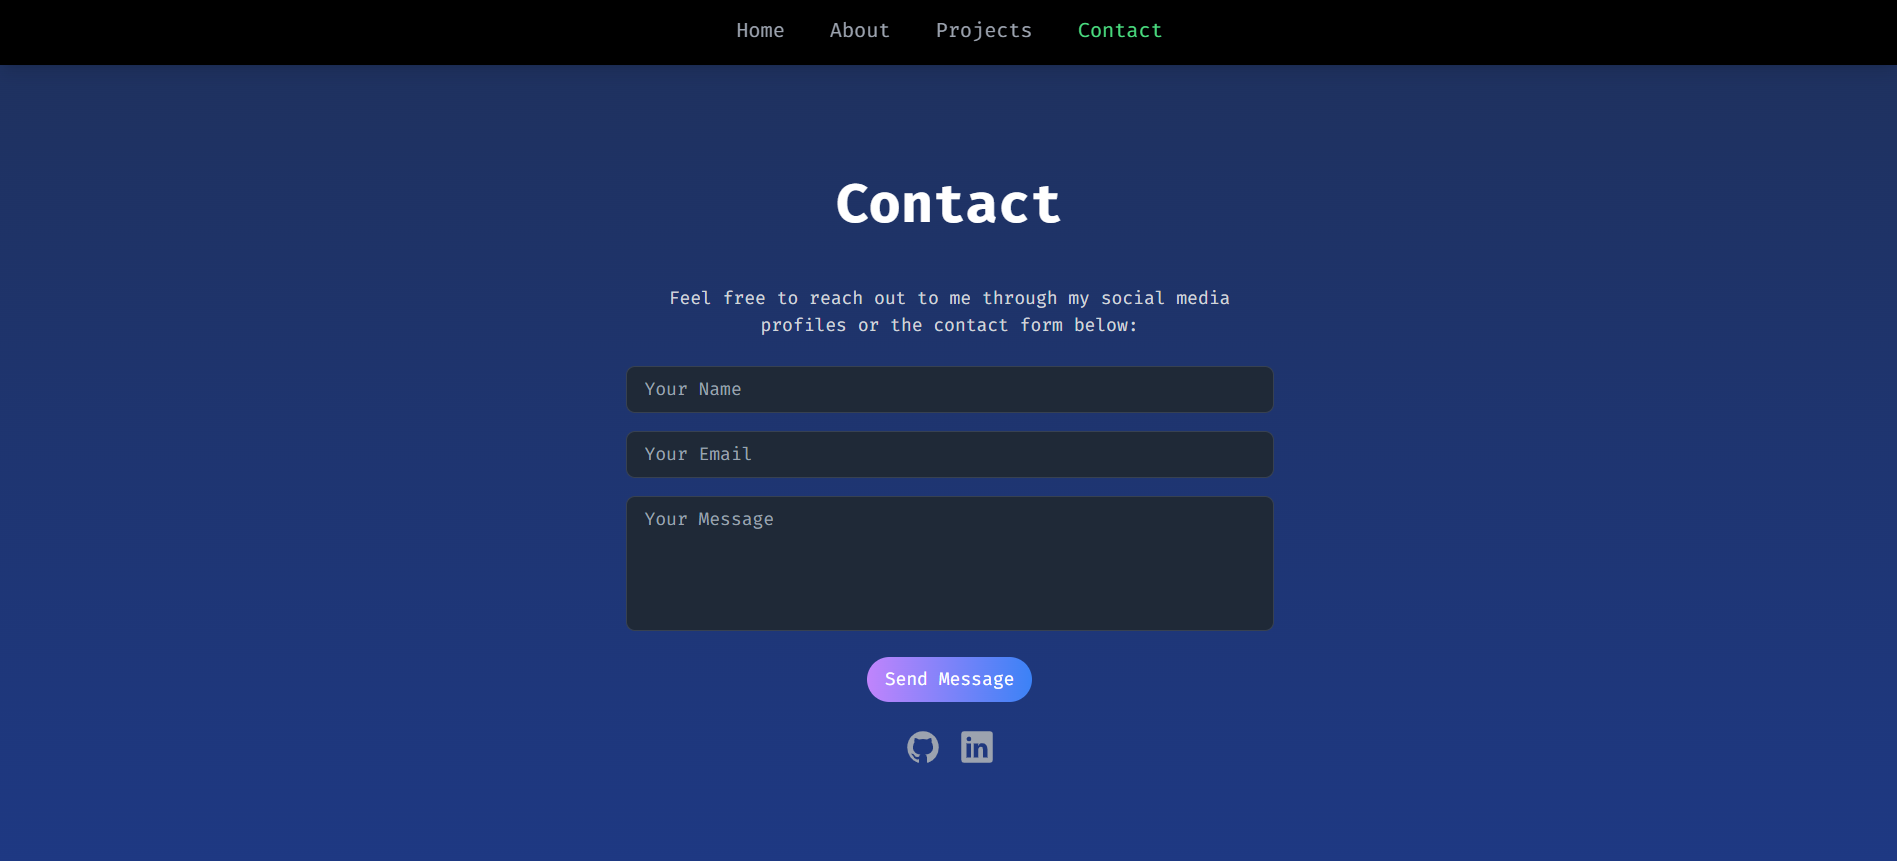 Home About Projects Contact
Contact
Feel free to reach out to me through my social media
profiles or the contact form below:
Your Name
Your Email
Your Message
Send Message
in